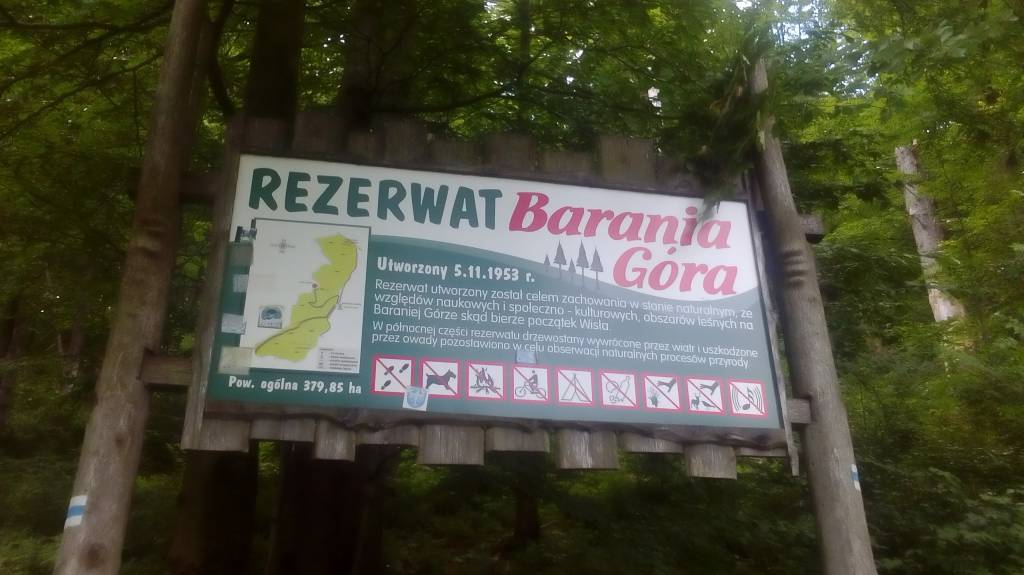 REZERWAT Barania
Góra
Utworzony 5.11.1953 r.
Rezerwat utworzony został celem zachowania w stanie naturalnym, ze
względów naukowych i społeczno - kulturowych, obszarów leśnych na
Baraniej Górze skąd bierze początek Wisła.
W północnej części rezerwatu drzewostany wywrócone przez wiatr i uszkodzone
przez owady pozostawiono w celu obserwacji naturalnych procesów przyrody.
Pow. ogólna 379,85 ha